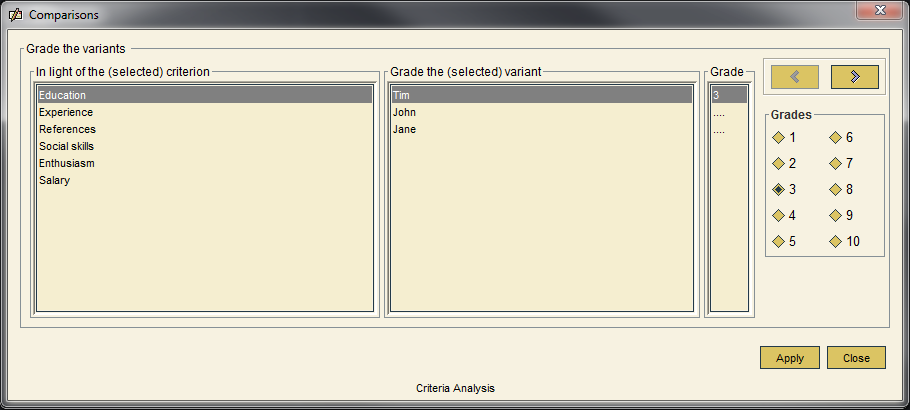 Comparisons
Grade the variants
In light of the (selected) criterion
Education
Experience
References
Social skills
Enthusiasm
Salary
Grade the (selected) variant
Tim
John
Jane
Grade
3
....
....
Grades
1 6
2 7
3 8
4 9
5 10
Apply Close
Criteria Analysis